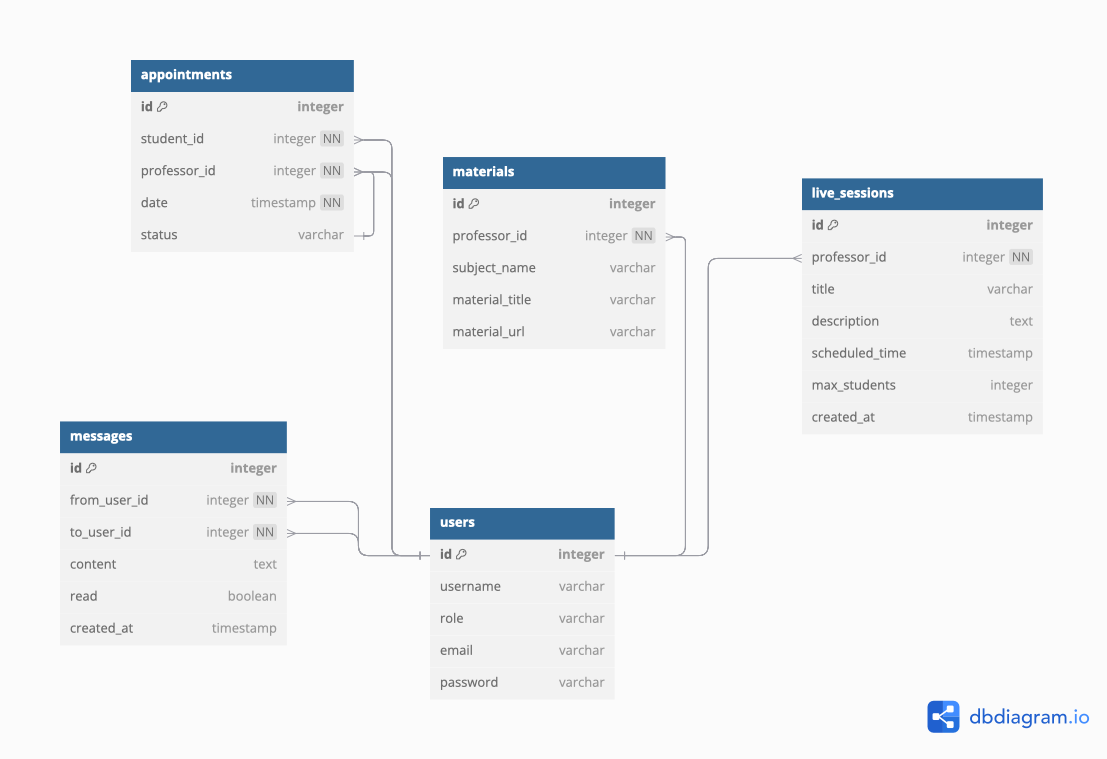 appointments
id integer
student_id integer NN
professor_id integer NN
date timestamp NN
status varchar
materials
id integer
professor_id integer NN
subject_name varchar
material_title varchar
material_url varchar
live_sessions
id integer
professor_id integer NN
title varchar
description text
scheduled_time timestamp
max_students integer
created_at timestamp
messages
id integer
from_user_id integer NN
to_user_id integer NN
content text
read boolean
created_at timestamp
users
id integer
username varchar
role varchar
email varchar
password varchar
dbdiagram.io